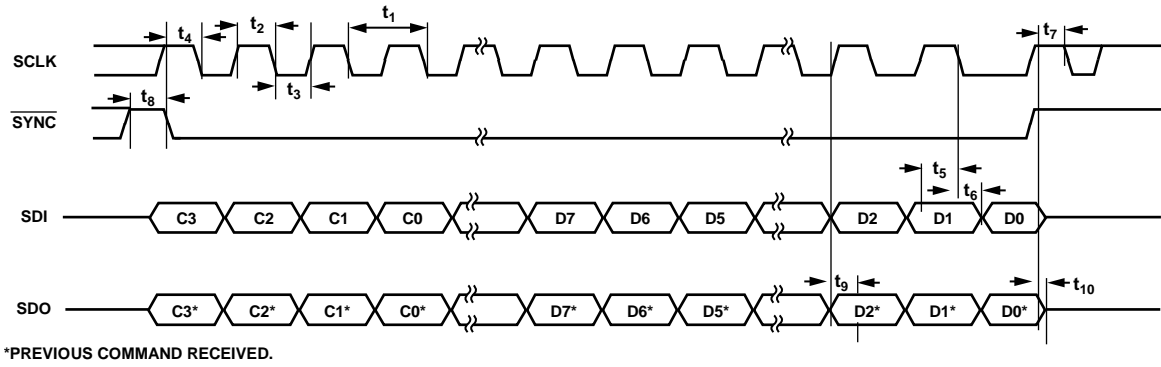 t4 t2 t1 t7
SCLK
t3
t8
SYNC
t5
t6
SDI C3 C2 C1 C0 D7 D6 D5 D2 D1 D0
t9
t10
SDO C3* C2* C1* C0* D7* D6* D5* D2* D1* D0*
*PREVIOUS COMMAND RECEIVED.